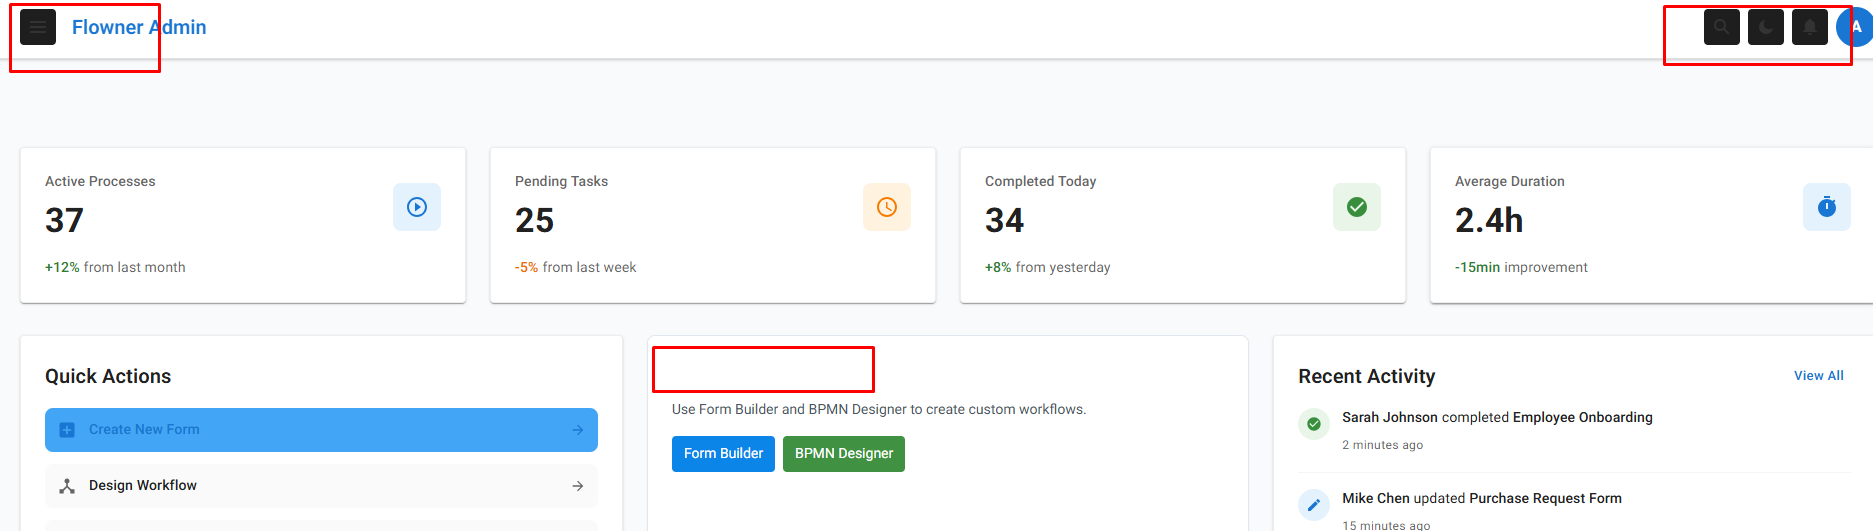 Flowner Admin
A
Active Processes
37
+12% from last month
Pending Tasks
25
-5% from last week
Completed Today
34
+8% from yesterday
Average Duration
2.4h
-15min improvement
Quick Actions
Create New Form
Design Workflow
Use Form Builder and BPMN Designer to create custom workflows.
Form Builder
BPMN Designer
Recent Activity
View All
Sarah Johnson completed Employee Onboarding
2 minutes ago
Mike Chen updated Purchase Request Form
15 minutes ago